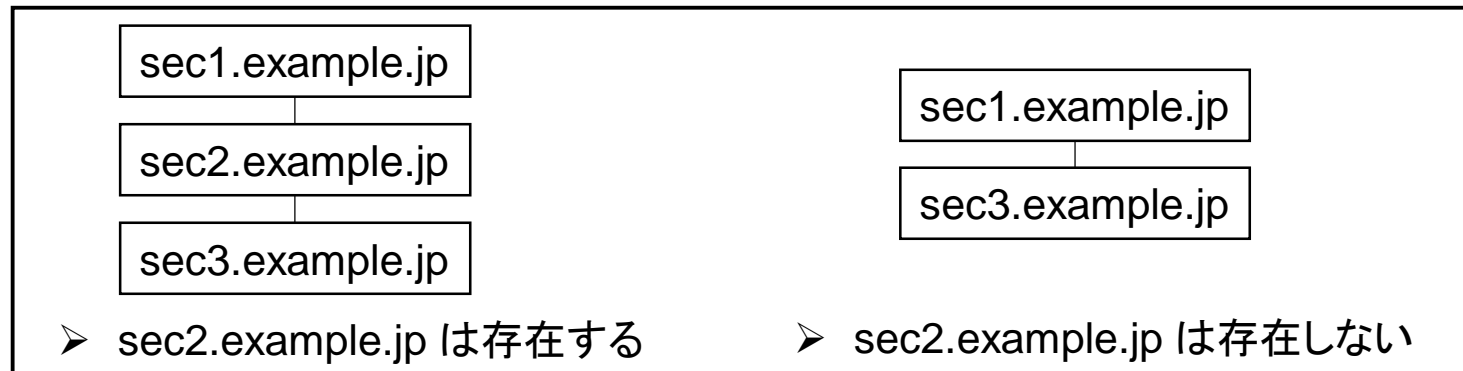 sec1.example.jp
sec2.example.jp
sec3.example.jp
➢ sec2.example.jp は存在する
sec1.example.jp
sec3.example.jp
➢ sec2.example.jp は存在しない